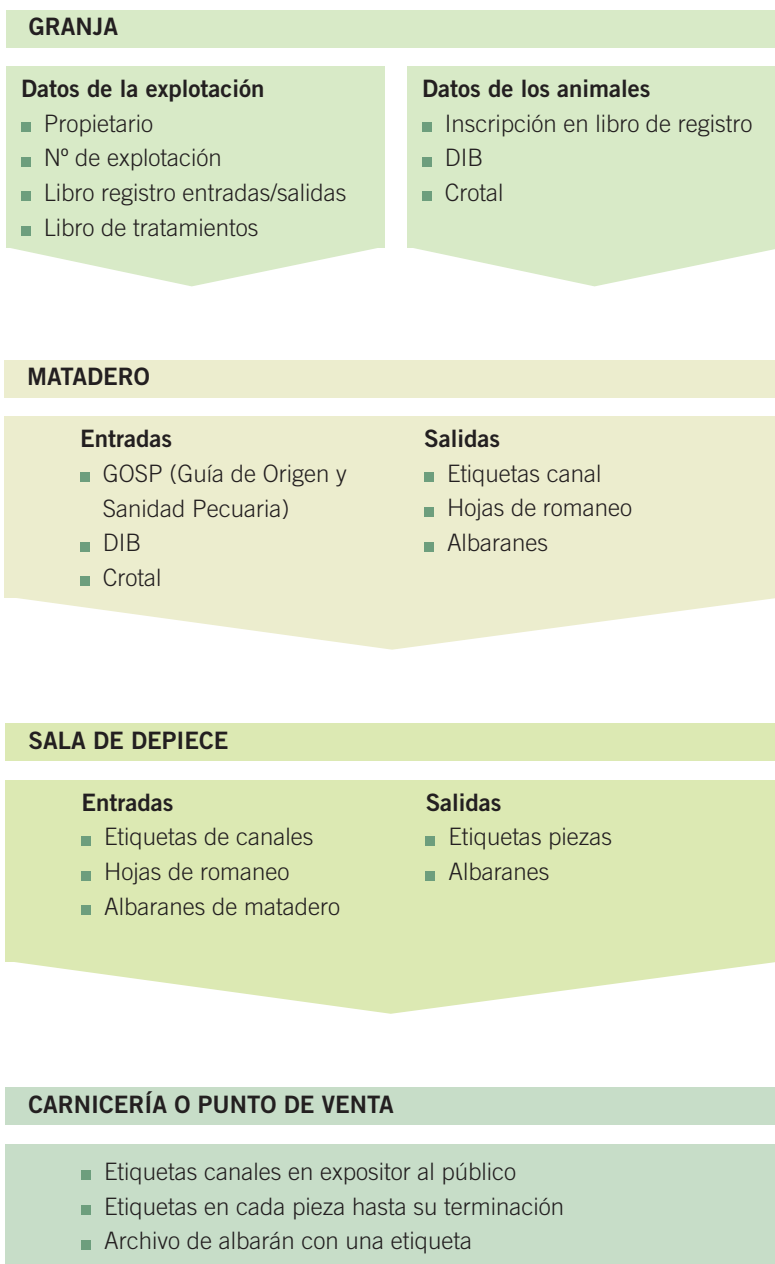 GRANJA
Datos de la explotación
Propietario
Nº de explotación
Libro registro entradas/salidas
Libro de tratamientos
Datos de los animales
Inscripción en libro de registro
DIB
Crotal
MATADERO
Entradas
GOSP (Guía de Origen y
Sanidad Pecuaria)
DIB
Crotal
Salidas
Etiquetas canal
Hojas de romaneo
Albaranes
SALA DE DEPIECE
Entradas
Etiquetas de canales
Hojas de romaneo
Albaranes de matadero
Salidas
Etiquetas piezas
Albaranes
CARNICERÍA O PUNTO DE VENTA
Etiquetas canales en expositor al público
Etiquetas en cada pieza hasta su terminación
Archivo de albarán con una etiqueta